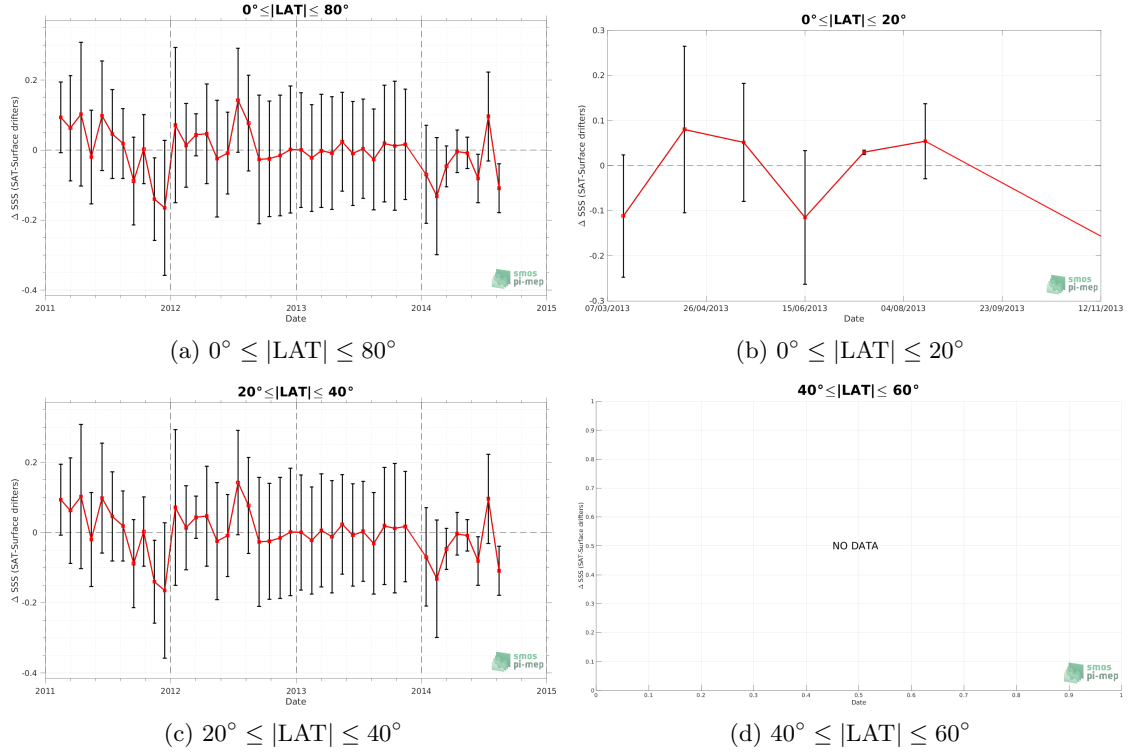 0°≤|LAT|≤ 80°
Δ SSS (SAT-Surface drifters)
0.2
0
-0.2
-0.4
2011
2012
2013
2014
2015
Date
smos
pi-mep
(a) 0° ≤ |LAT| ≤ 80°
0°≤|LAT|≤ 20°
Δ SSS (SAT-Surface drifters)
0.3
0.2
0.1
0
-0.1
-0.2
-0.3
07/03/2013
26/04/2013
15/06/2013
04/08/2013
23/09/2013
12/11/2013
Date
smos
pi-mep
(b) 0° ≤ |LAT| ≤ 20°
20°≤|LAT|≤ 40°
Δ SSS (SAT-Surface drifters)
0.2
0
-0.2
-0.4
2011
2012
2013
2014
2015
Date
smos
pi-mep
(c) 20° ≤ |LAT| ≤ 40°
40°≤|LAT|≤ 60°
Δ SSS (SAT-Surface drifters)
1
0.9
0.8
0.7
0.6
0.5
0.4
0.3
0.2
0.1
0
NO DATA
0
0.1
0.2
0.3
0.4
0.5
0.6
0.7
0.8
0.9
1
Date
smos
pi-mep
(d) 40° ≤ |LAT| ≤ 60°